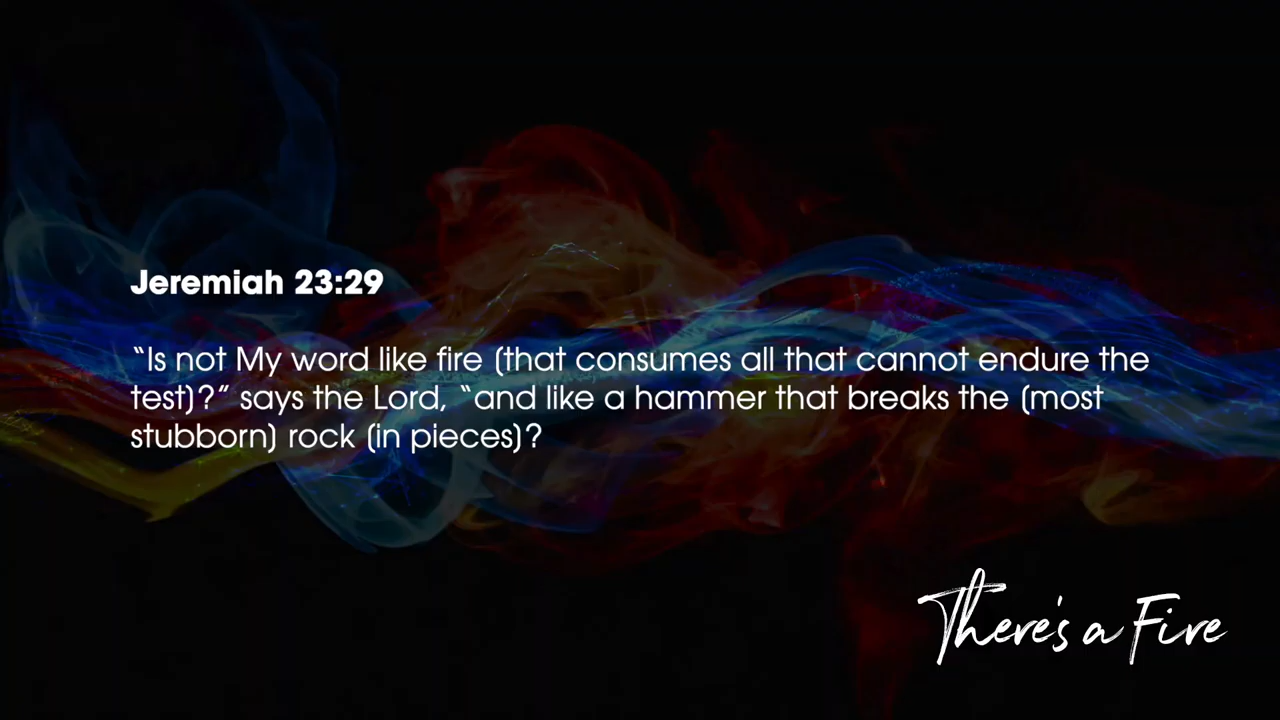 Jeremiah 23:29
“Is not My word like fire (that consumes all that cannot endure the
test)?” says the Lord, “and like a hammer that breaks the (most
stubborn) rock (in pieces)?
There's a Fire